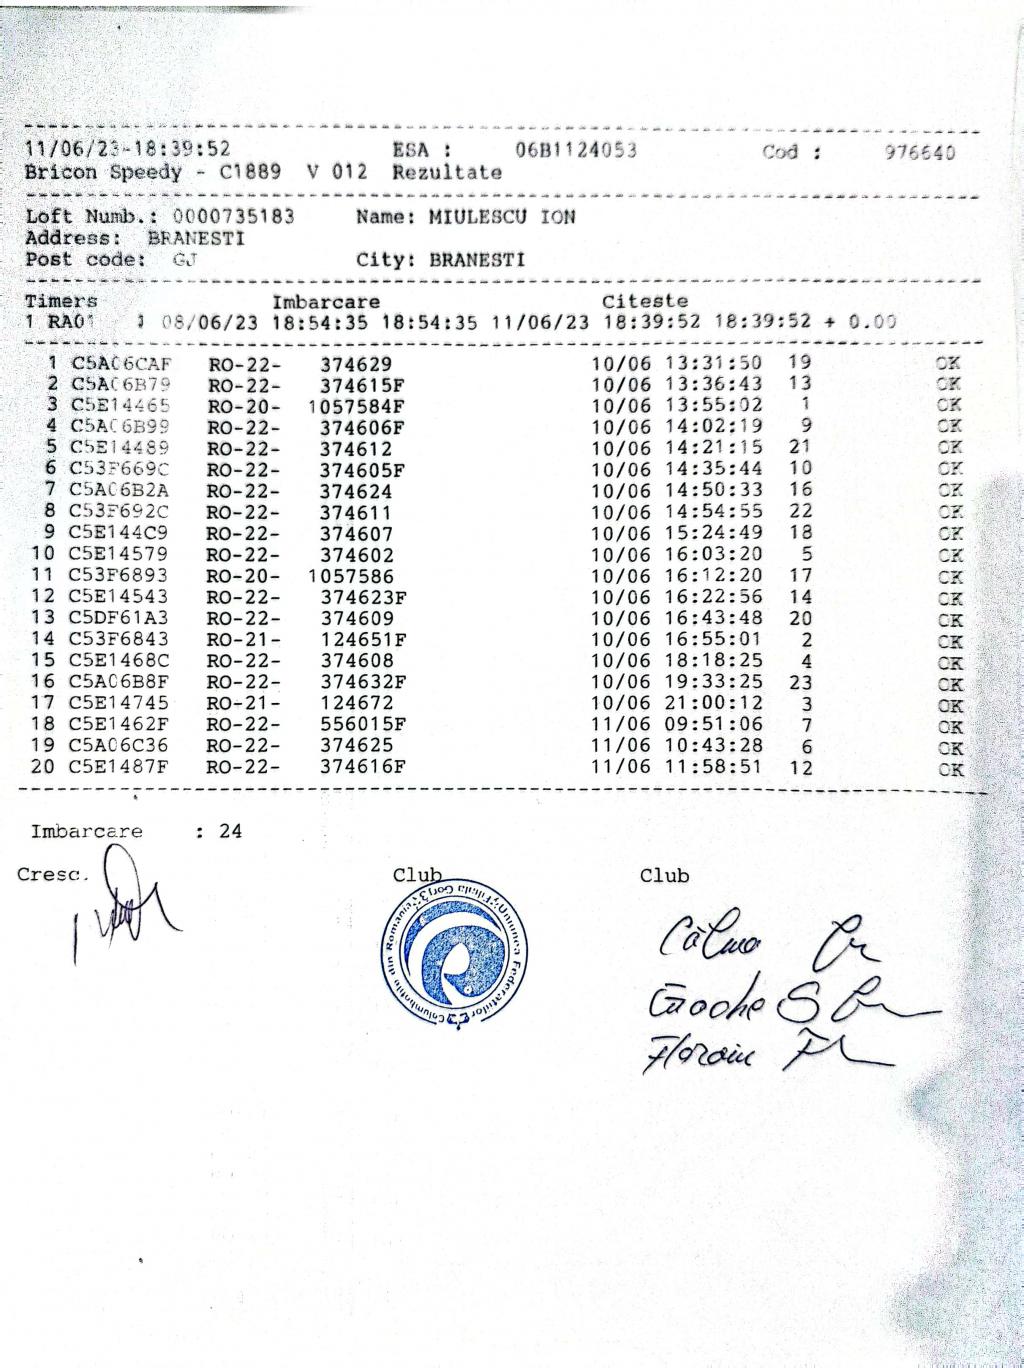 11/06/23-18:39:52 ESA : 06B1124053 Cod : 976640
Bricon Speedy - C1889 V 012 Rezultate
Loft Numb.: 0000735183 Name: MIULESCU ION
Address: BRANESTI
Post code: GJ City: BRANESTI
Timers Imbarcare Citeste
1 RA01 08/06/23 18:54:35 18:54:35 11/06/23 18:39:52 18:39:52 + 0.00
1 C5AC6CAF RO-22- 374629 10/06 13:31:50 19 OK
2 C5AC6B79 RO-22- 374615F 10/06 13:36:43 13 OK
3 C5E14465 RO-20- 1057584F 10/06 13:55:02 1 OK
4 C5AC6B99 RO-22- 374606F 10/06 14:02:19 9 OK
5 C5E14489 RO-22- 374612 10/06 14:21:15 21 OK
6 C53F669C RO-22- 374605F 10/06 14:35:44 10 OK
7 C5AC6B2A RO-22- 374624 10/06 14:50:33 16 OK
8 C53F692C RO-22- 374611 10/06 14:54:55 22 OK
9 C5E144C9 RO-22- 374607 10/06 15:24:49 18 OK
10 C5E14579 RO-22- 374602 10/06 16:03:20 5 OK
11 C53F6893 RO-20- 1057586 10/06 16:12:20 17 OK
12 C5E14543 RO-22- 374623F 10/06 16:22:56 14 OK
13 C5DF61A3 RO-22- 374609 10/06 16:43:48 20 OK
14 C53F6843 RO-21- 124651F 10/06 16:55:01 2 OK
15 C5E1468C RO-22- 374608 10/06 18:18:25 4 OK
16 C5A06B8F RO-22- 374632F 10/06 19:33:25 23 OK
17 C5E14745 RO-21- 124672 10/06 21:00:12 3 OK
18 C5E1462F RO-22- 556015F 11/06 09:51:06 7 OK
19 C5A06C36 RO-22- 374625 11/06 10:43:28 6 OK
20 C5E1487F RO-22- 374616F 11/06 11:58:51 12 OK
Imbarcare : 24
Cresc. Club Club
Uniunea Federatiilor Columbofile din Romania Filiala Gorj